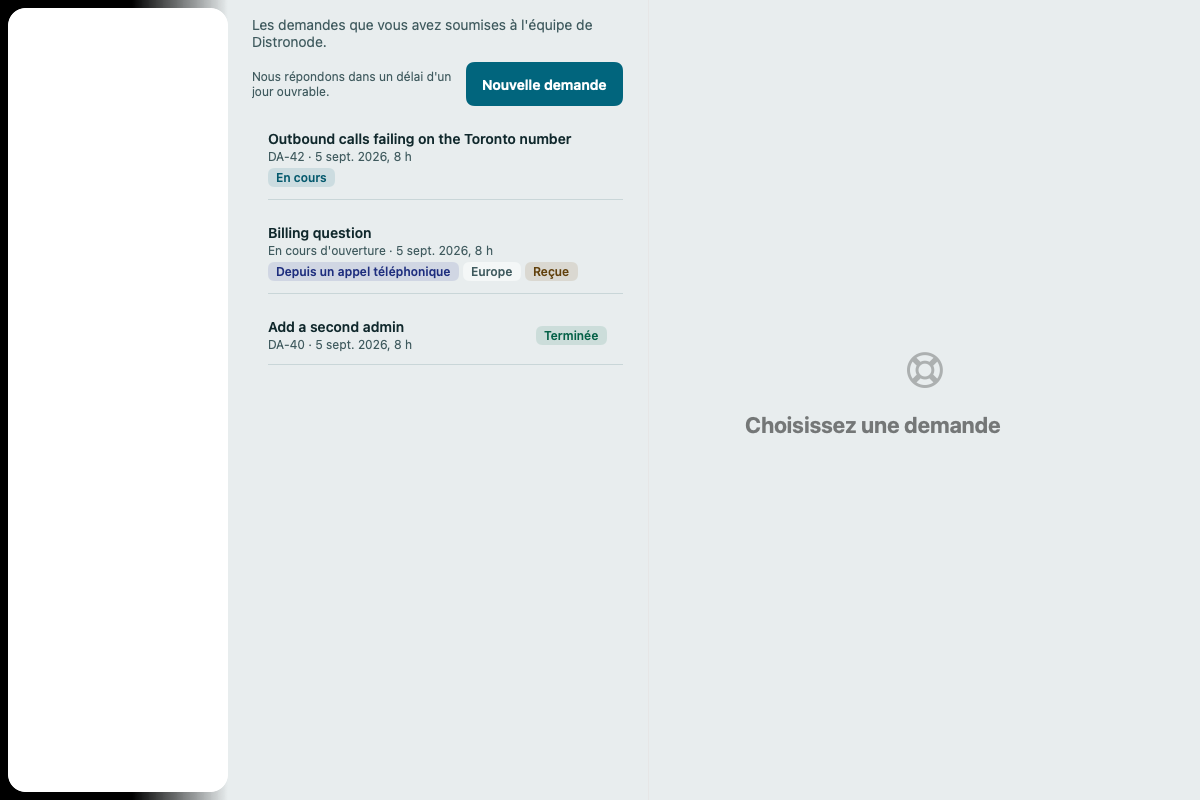 Les demandes que vous avez soumises à l'équipe de
Distronode.
Nous répondons dans un délai d'un
jour ouvrable.
Nouvelle demande
Outbound calls failing on the Toronto number
DA-42 · 5 sept. 2026, 8 h
En cours
Billing question
En cours d'ouverture · 5 sept. 2026, 8 h
Depuis un appel téléphonique Europe Reçue
Add a second admin
DA-40 · 5 sept. 2026, 8 h
Terminée
Choisissez une demande